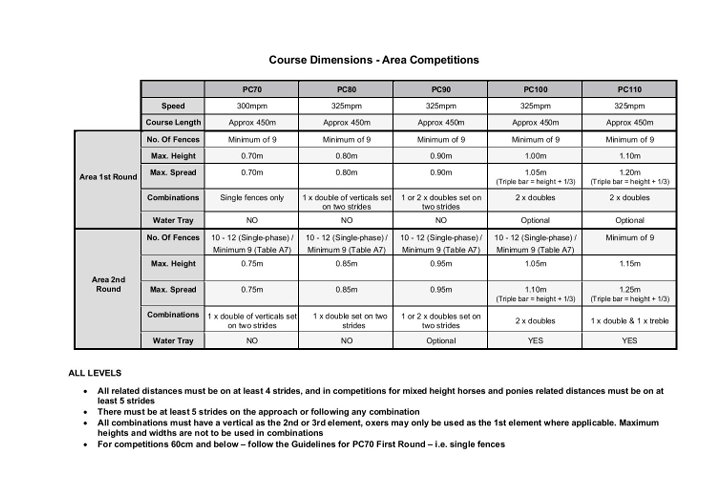 Course Dimensions - Area Competitions
PC70 PC80 PC90 PC100 PC110
Speed 300mpm 325mpm 325mpm 325mpm 325mpm
Course Length Approx 450m Approx 450m Approx 450m Approx 450m Approx 450m
Area 1st Round
No. Of Fences Minimum of 9 Minimum of 9 Minimum of 9 Minimum of 9 Minimum of 9
Max. Height 0.70m 0.80m 0.90m 1.00m 1.10m
Max. Spread 0.70m 0.80m 0.90m 1.05m 1.20m
(Triple bar = height + 1/3) (Triple bar = height + 1/3)
Combinations Single fences only 1 x double of verticals set 1 or 2 x doubles set on 2 x doubles 2 x doubles
on two strides two strides
Water Tray NO NO NO Optional Optional
Area 2nd
Round
No. Of Fences 10 - 12 (Single-phase) / 10 - 12 (Single-phase) / 10 - 12 (Single-phase) / 10 - 12 (Single-phase) / Minimum of 9
Minimum 9 (Table A7) Minimum 9 (Table A7) Minimum 9 (Table A7) Minimum 9 (Table A7)
Max. Height 0.75m 0.85m 0.95m 1.05m 1.15m
Max. Spread 0.75m 0.85m 0.95m 1.10m 1.25m
(Triple bar = height + 1/3) (Triple bar = height + 1/3)
Combinations 1 x double of verticals set 1 x double set on two 1 or 2 x doubles set on 2 x doubles 1 x double & 1 x treble
on two strides strides two strides
Water Tray NO NO Optional YES YES
ALL LEVELS
• All related distances must be on at least 4 strides, and in competitions for mixed height horses and ponies related distances must be on at
least 5 strides
• There must be at least 5 strides on the approach or following any combination
• All combinations must have a vertical as the 2nd or 3rd element, oxers may only be used as the 1st element where applicable. Maximum
heights and widths are not to be used in combinations
• For competitions 60cm and below – follow the Guidelines for PC70 First Round – i.e. single fences